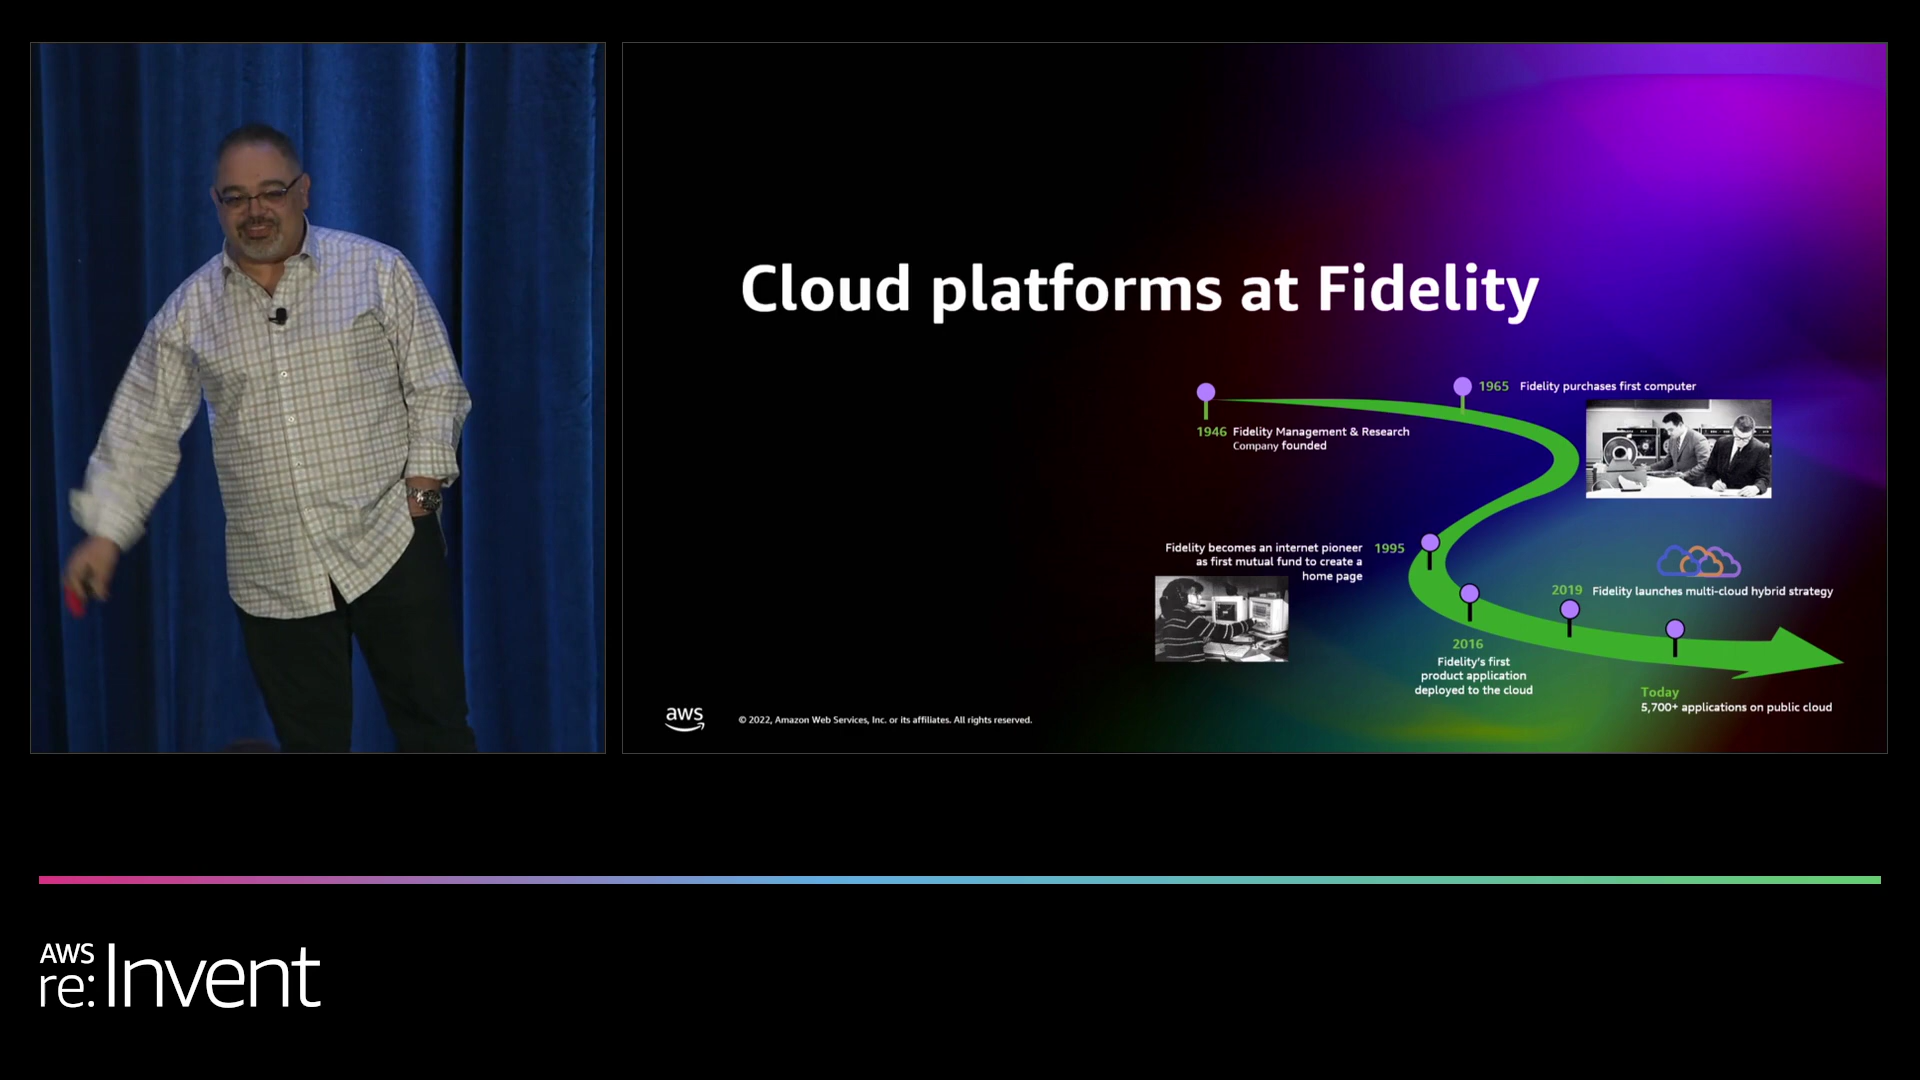 Cloud platforms at Fidelity
1965 Fidelity purchases first computer
1946 Fidelity Management & Research
Company founded
Fidelity becomes an internet pioneer 1995
as first mutual fund to create a
home page
2019 Fidelity launches multi-cloud hybrid strategy
2016
Fidelity's first
product application
deployed to the cloud
Today
5,700+ applications on public cloud
aws
© 2022, Amazon Web Services, Inc. or its affiliates. All rights reserved.
AWS
re:Invent